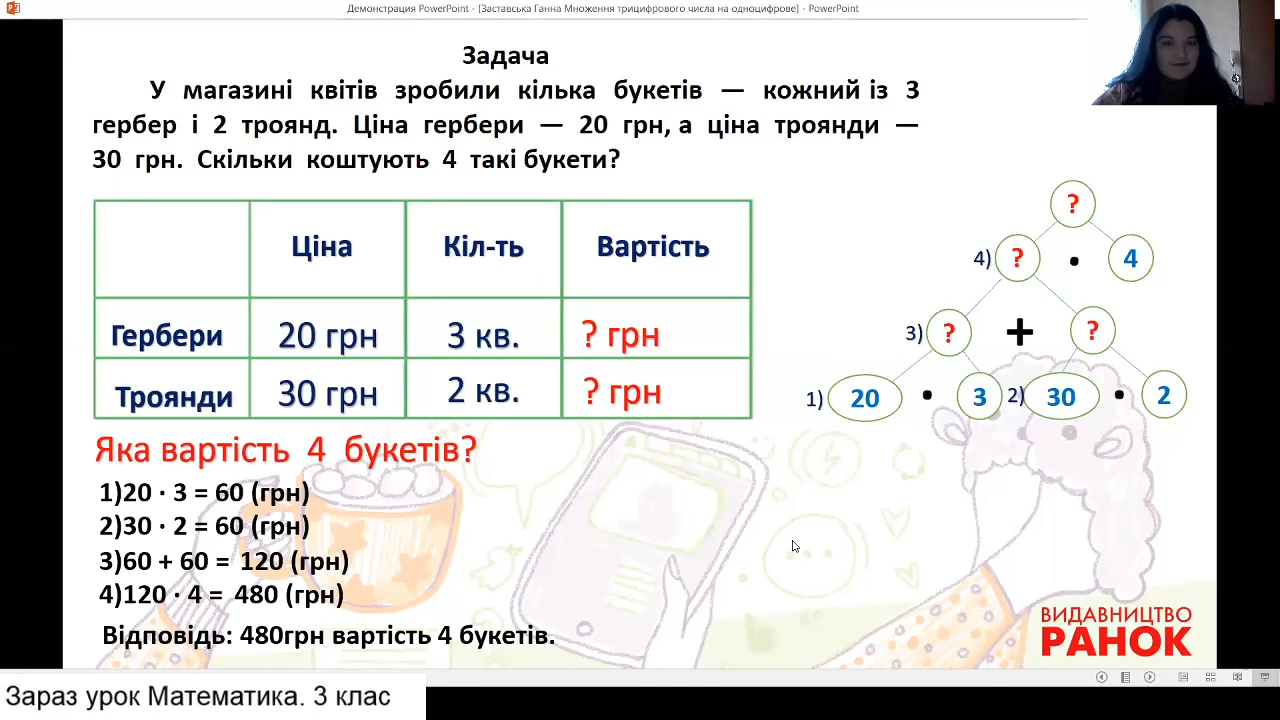 Демонстрация PowerPoint - [Заставська Ганна Множення трицифрового числа на одноцифрове] - PowerPoint
Задача
У магазині квітів зробили кілька букетів — кожний із 3
гербер і 2 троянд. Ціна гербери — 20 грн, а ціна троянди —
30 грн. Скільки коштують 4 такі букети?
Ціна Кіл-ть Вартість
Гербери 20 грн 3 кв. ? грн
Троянди 30 грн 2 кв. ? грн
?
4) ? · 4
3) ? + ?
1) 20 · 3 2) 30 · 2
Яка вартість 4 букетів?
1)20 · 3 = 60 (грн)
2)30 · 2 = 60 (грн)
3)60 + 60 = 120 (грн)
4)120 · 4 = 480 (грн)
Відповідь: 480грн вартість 4 букетів.
ВИДАВНИЦТВО
РАНОК
Зараз урок Математика. 3 клас